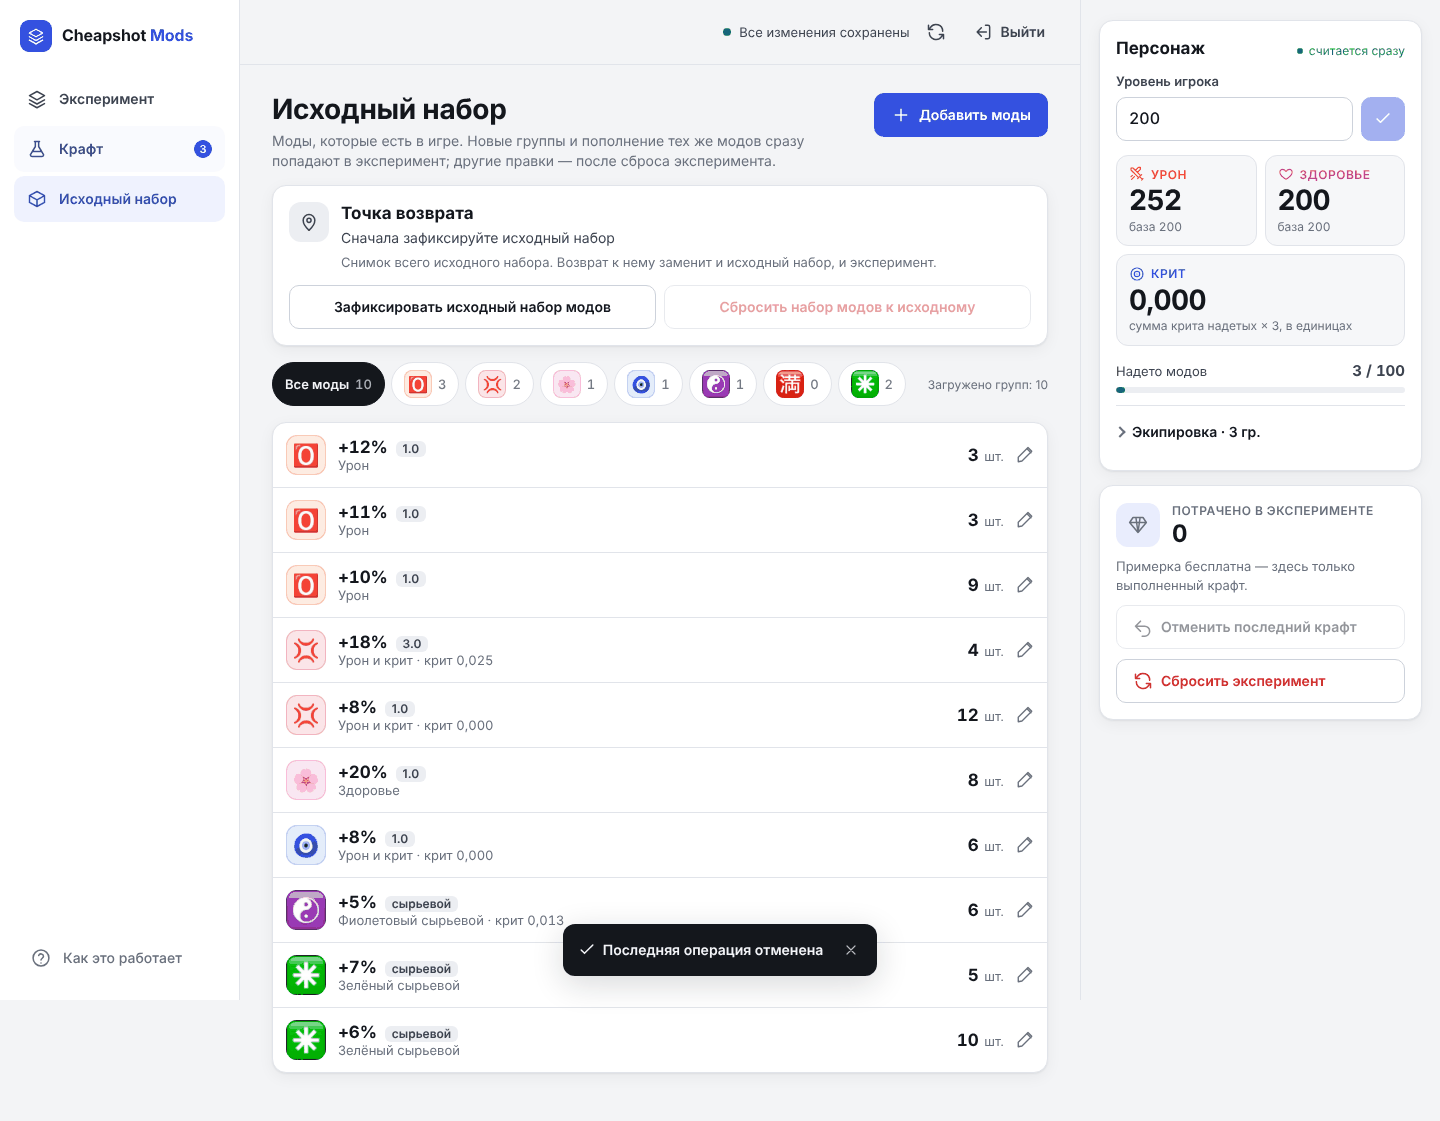 Cheapshot Mods
Эксперимент
Крафт 3
Исходный набор
Как это работает
Все изменения сохранены
Выйти
Исходный набор
Моды, которые есть в игре. Новые группы и пополнение тех же модов сразу
попадают в эксперимент; другие правки — после сброса эксперимента.
Добавить моды
Точка возврата
Сначала зафиксируйте исходный набор
Снимок всего исходного набора. Возврат к нему заменит и исходный набор, и эксперимент.
Зафиксировать исходный набор модов
Сбросить набор модов к исходному
Все моды 10
3
2
1
1
1
満 0
2
Загружено групп: 10
+12% 1.0
Урон
3 шт.
+11% 1.0
Урон
3 шт.
+10% 1.0
Урон
9 шт.
+18% 3.0
Урон и крит · крит 0,025
4 шт.
+8% 1.0
Урон и крит · крит 0,000
12 шт.
+20% 1.0
Здоровье
8 шт.
+8% 1.0
Урон и крит · крит 0,000
6 шт.
+5% сырьевой
Фиолетовый сырьевой · крит 0,013
6 шт.
+7% сырьевой
Зелёный сырьевой
5 шт.
+6% сырьевой
Зелёный сырьевой
10 шт.
Последняя операция отменена
Персонаж
считается сразу
Уровень игрока
200
УРОН
252
база 200
ЗДОРОВЬЕ
200
база 200
КРИТ
0,000
сумма крита надетых × 3, в единицах
Надето модов 3 / 100
Экипировка · 3 гр.
ПОТРАЧЕНО В ЭКСПЕРИМЕНТЕ
0
Примерка бесплатна — здесь только
выполненный крафт.
Отменить последний крафт
Сбросить эксперимент